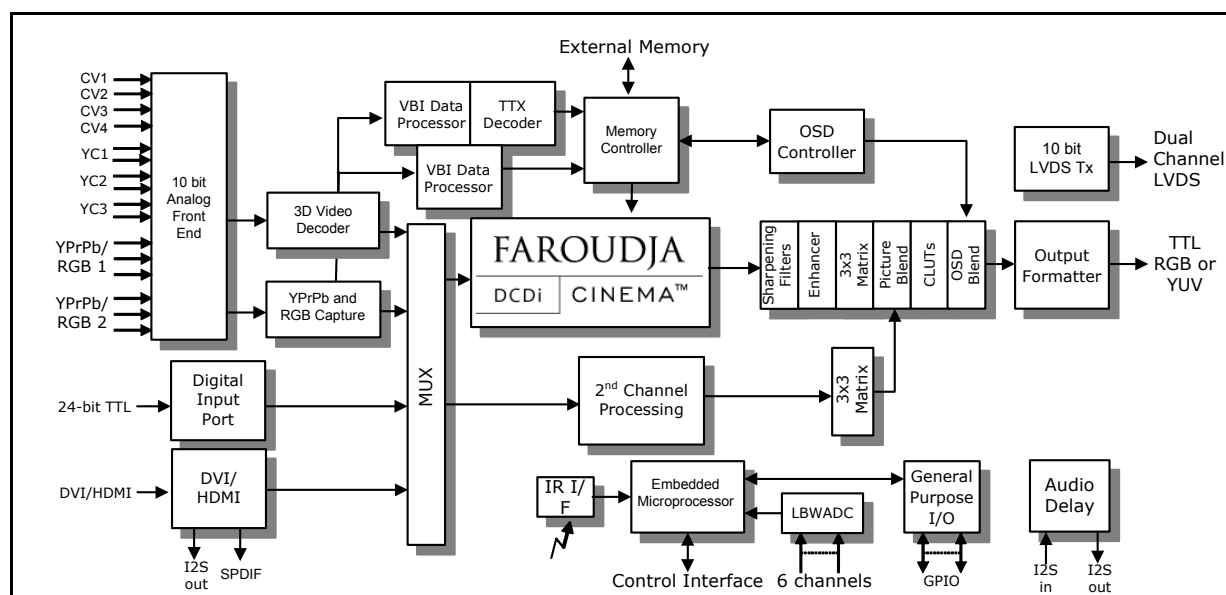 External Memory
CV1
CV2
CV3
CV4
YC1
YC2
YC3
YPrPb/
RGB 1
YPrPb/
RGB 2
10 bit
Analog
Front
End
3D Video
Decoder
YPrPb and
RGB Capture
VBI Data
Processor
TTX
Decoder
VBI Data
Processor
Memory
Controller
OSD
Controller
10 bit
LVDS Tx
Dual
Channel
LVDS
MUX
FAROUDJA
DCDi
CINEMA™
Sharpening
Filters
Enhancer
3x3
Matrix
Picture
Blend
CLUTs
OSD
Blend
Output
Formatter
TTL
RGB or
YUV
24-bit TTL
Digital
Input
Port
2nd Channel
Processing
3x3
Matrix
DVI/HDMI
DVI/
HDMI
I2S
out
SPDIF
IR I/
F
Embedded
Microprocessor
LBWADC
General
Purpose
I/O
Audio
Delay
Control Interface
6 channels
GPIO
I2S
in
I2S
out